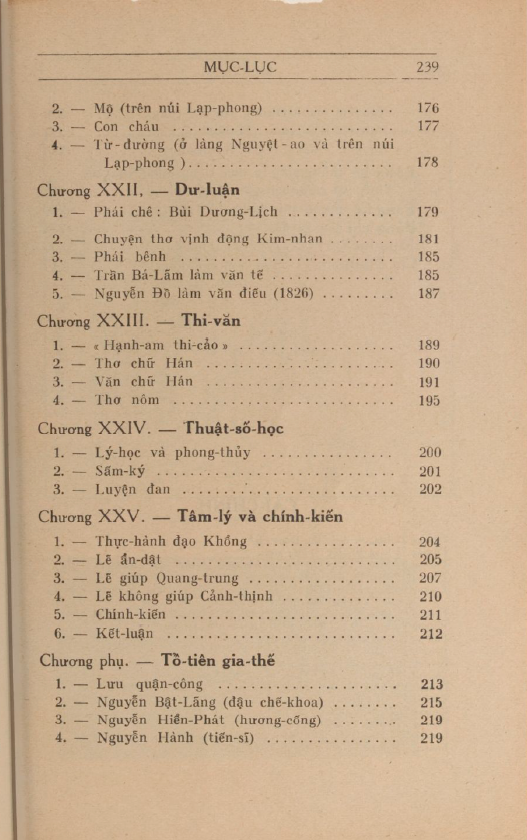 MỤC-LỤC 239
2. — Mộ (trên núi Lạp-phong) ............... 176
3. — Con cháu ........................... 177
4. — Từ-đường (ở làng Nguyệt-ao và trên núi
Lạp-phong )........................... 178
Chương XXII. — Dư-luận
1. — Phái chê : Bùi Dương-Lịch ............. 179
2. — Chuyện thơ vịnh động Kim-nhan ........ 181
3. — Phái bênh ........................... 185
4. — Trần Bá-Lãm làm văn tế ............... 185
5. — Nguyễn Đồ làm văn điếu (1826) ......... 187
Chương XXIII. — Thi-văn
1. — « Hạnh-am thi-cảo » ................... 189
2. — Thơ chữ Hán ....................... 190
3. — Văn chữ Hán ....................... 191
4. — Thơ nôm ........................... 195
Chương XXIV. — Thuật-số-học
1. — Lý-học và phong-thủy ................ 200
2. — Sấm-ký ............................. 201
3. — Luyện đan .......................... 202
Chương XXV. — Tâm-lý và chính-kiến
1. — Thực-hành đạo Khổng ................. 204
2. — Lẽ ẩn-dật ............................ 205
3. — Lẽ giúp Quang-trung .................. 207
4. — Lẽ không giúp Cảnh-thịnh ............. 210
5. — Chính-kiến ........................... 211
6. — Kết-luận ............................ 212
Chương phụ. — Tổ-tiên gia-thế
1. — Lưu quận-công ...................... 213
2. — Nguyễn Bật-Lãng (đậu chế-khoa) ........ 215
3. — Nguyễn Hiền-Phát (hương-cống) ........ 219
4. — Nguyễn Hành (tiến-sĩ) ................ 219